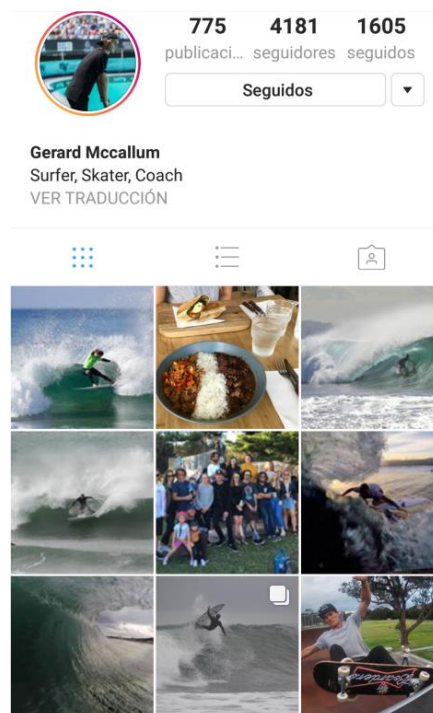 775 4181 1605
publicaci... seguidores seguidos
Seguidos
Gerard Mccallum
Surfer, Skater, Coach
VER TRADUCCIÓN